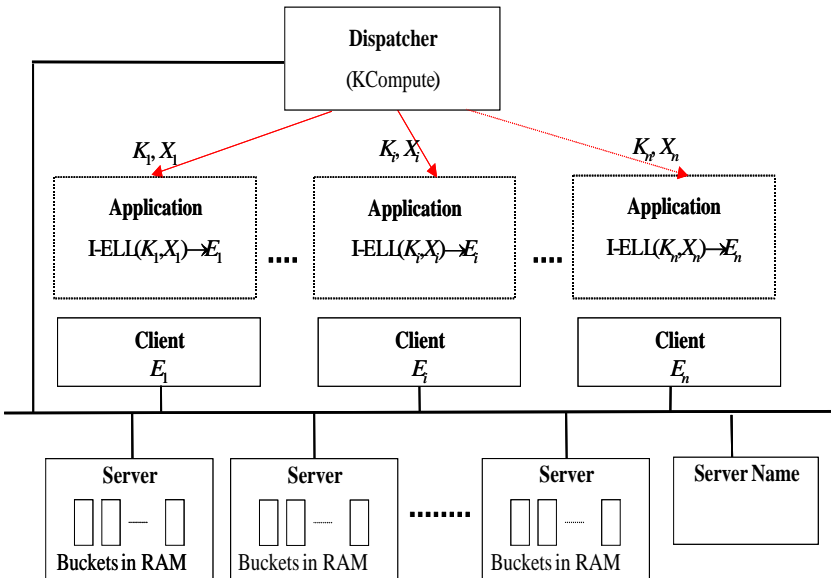 Dispatcher
(KCompute)
K1, X1
Ki, Xi
Kn, Xn
Application
I-ELL(K1,X1)→E1
Application
I-ELL(Ki,Xi)→Ei
Application
I-ELL(Kn,Xn)→En
....
....
Client
E1
Client
Ei
Client
En
Server
Buckets in RAM
Server
Buckets in RAM
........
Server
Buckets in RAM
Server Name